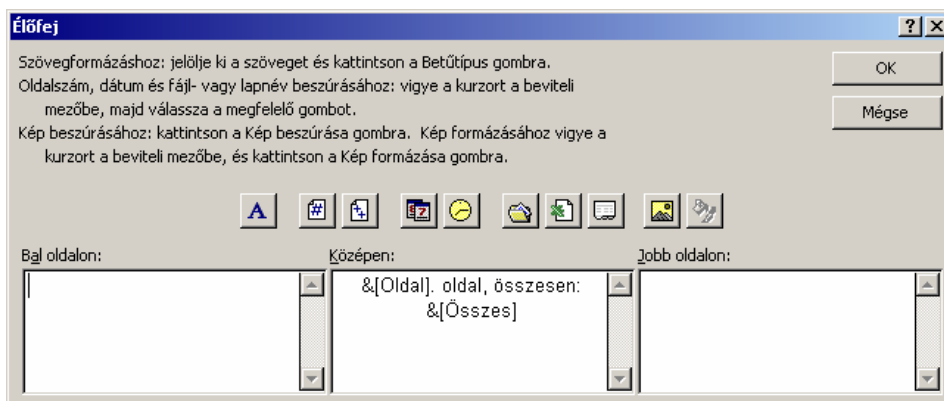 Élőfej
Szövegformázáshoz: jelölje ki a szöveget és kattintson a Betűtípus gombra.
Oldalszám, dátum és fájl- vagy lapnév beszúrásához: vigye a kurzort a beviteli
mezőbe, majd válassza a megfelelő gombot.
Kép beszúrásához: kattintson a Kép beszúrása gombra. Kép formázásához vigye a
kurzort a beviteli mezőbe, és kattintson a Kép formázása gombra.
OK
Mégse
A
Bal oldalon:
Középen:
Jobb oldalon:
&[Oldal]. oldal, összesen:
&[Összes]